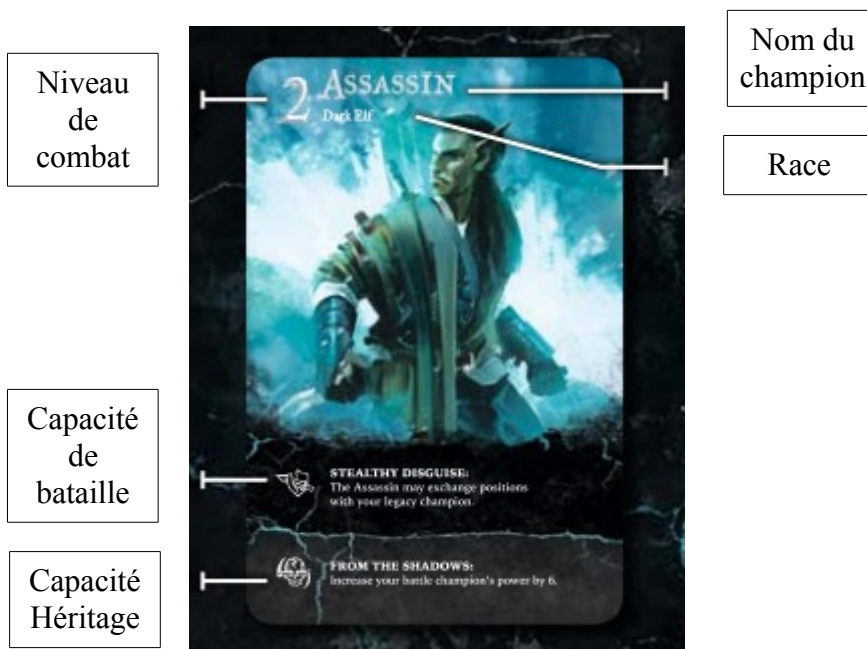 Niveau
de
combat
Nom du
champion
Race
2 ASSASSIN
Dark Elf
Capacité
de
bataille
STEALTHY DISGUISE:
The Assassin may exchange positions
with your legacy champion.
Capacité
Héritage
FROM THE SHADOWS:
Increase your battle champion's power by 6.